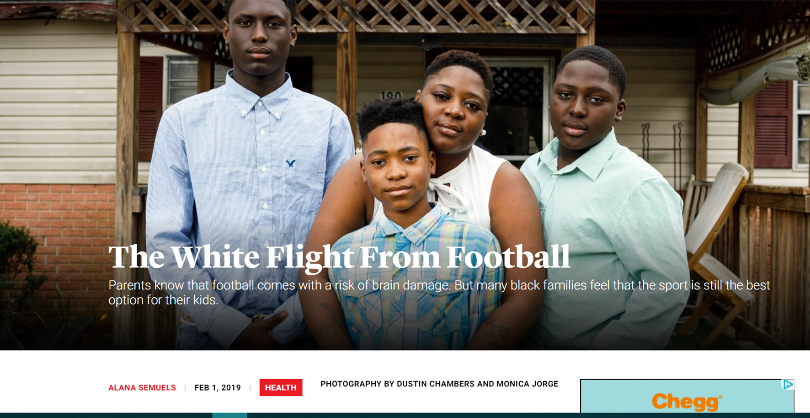 190
The White Flight From Football
Parents know that football comes with a risk of brain damage. But many black families feel that the sport is still the best
option for their kids.
ALANA SEMUELS | FEB 1, 2019 | HEALTH PHOTOGRAPHY BY DUSTIN CHAMBERS AND MONICA JORGE
Chegg®